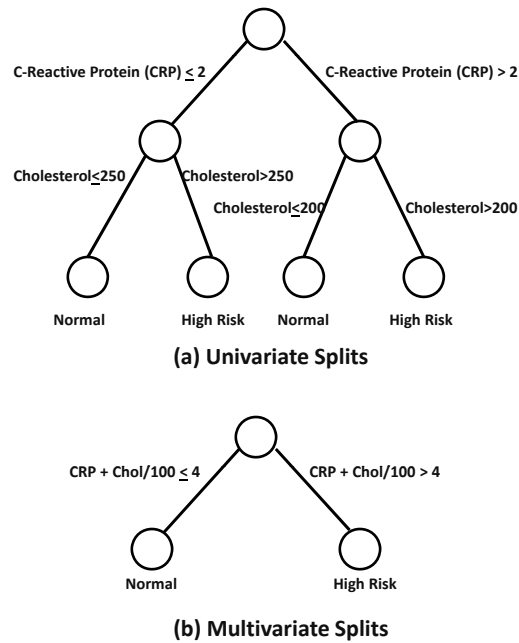 C-Reactive Protein (CRP) ≤ 2
C-Reactive Protein (CRP) > 2
Cholesterol≤250
Cholesterol>250
Cholesterol≤200
Cholesterol>200
Normal
High Risk
Normal
High Risk
(a) Univariate Splits
CRP + Chol/100 ≤ 4
CRP + Chol/100 > 4
Normal
High Risk
(b) Multivariate Splits